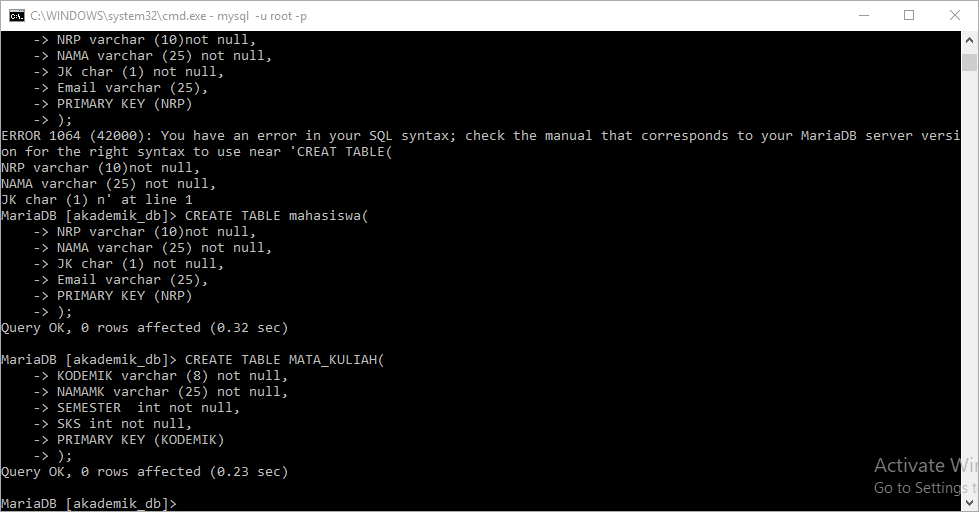 C:\WINDOWS\system32\cmd.exe - mysql  -u root -p
    -> NRP varchar (10)not null,
    -> NAMA varchar (25) not null,
    -> JK char (1) not null,
    -> Email varchar (25),
    -> PRIMARY KEY (NRP)
    -> );
ERROR 1064 (42000): You have an error in your SQL syntax; check the manual that corresponds to your MariaDB server versi
on for the right syntax to use near 'CREAT TABLE(
NRP varchar (10)not null,
NAMA varchar (25) not null,
JK char (1) n' at line 1
MariaDB [akademik_db]> CREATE TABLE mahasiswa(
    -> NRP varchar (10)not null,
    -> NAMA varchar (25) not null,
    -> JK char (1) not null,
    -> Email varchar (25),
    -> PRIMARY KEY (NRP)
    -> );
Query OK, 0 rows affected (0.32 sec)
MariaDB [akademik_db]> CREATE TABLE MATA_KULIAH(
    -> KODEMIK varchar (8) not null,
    -> NAMAMK varchar (25) not null,
    -> SEMESTER  int not null,
    -> SKS int not null,
    -> PRIMARY KEY (KODEMIK)
    -> );
Query OK, 0 rows affected (0.23 sec)
Activate Win
Go to Settings t
MariaDB [akademik_db]>